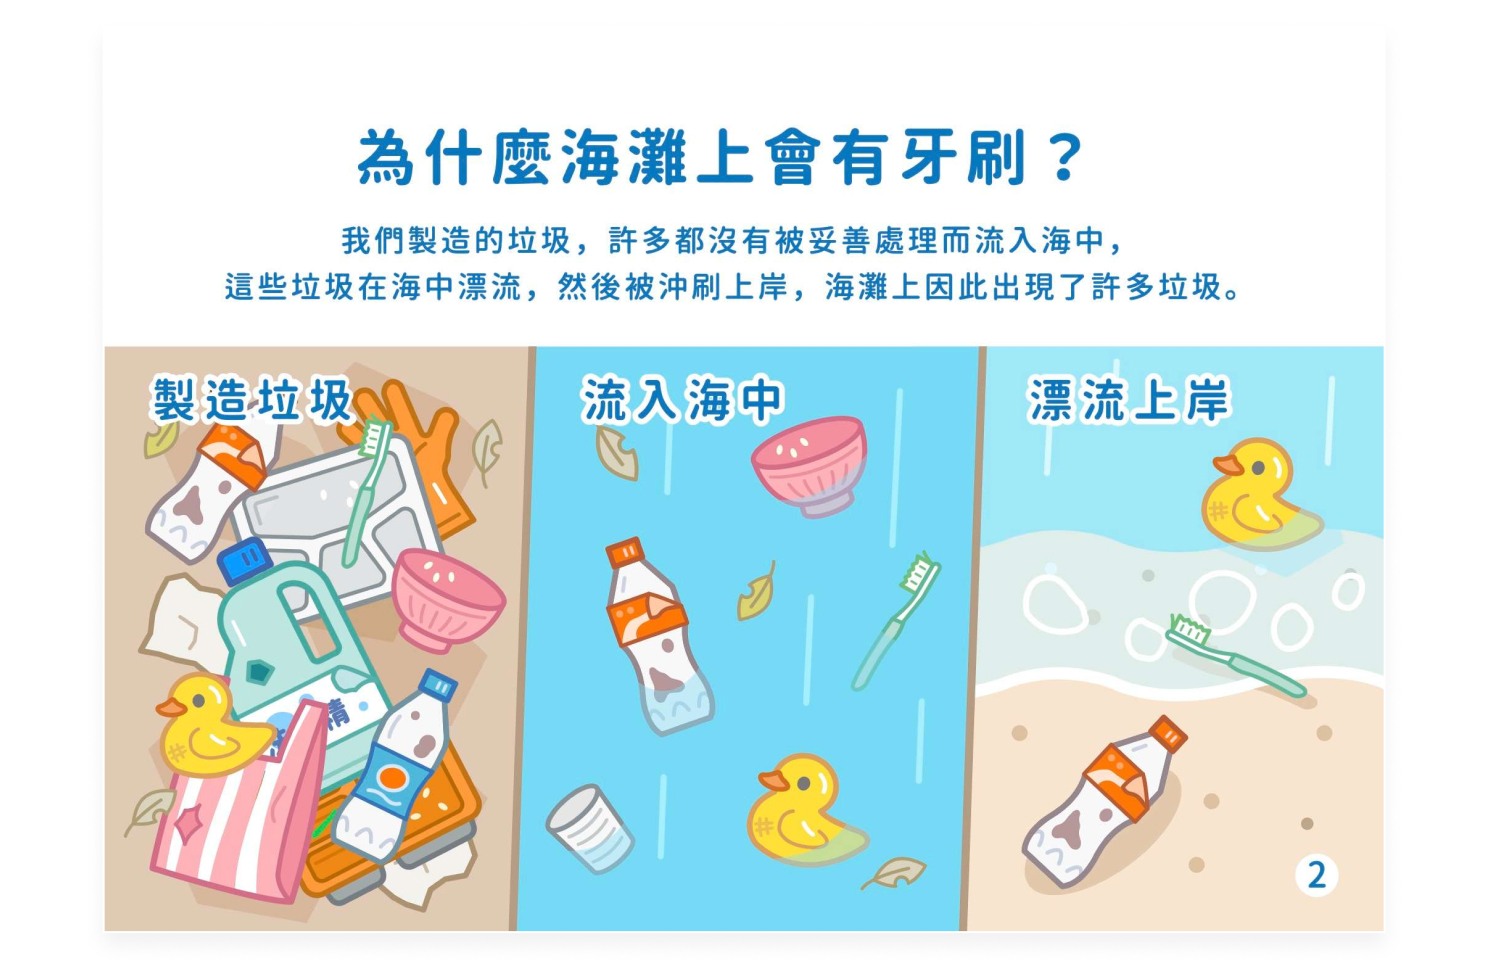 為什麼海灘上會有牙刷？
我們製造的垃圾，許多都沒有被妥善處理而流入海中，
這些垃圾在海中漂流，然後被沖刷上岸，海灘上因此出現了許多垃圾。
製造垃圾
流入海中
漂流上岸
精
2